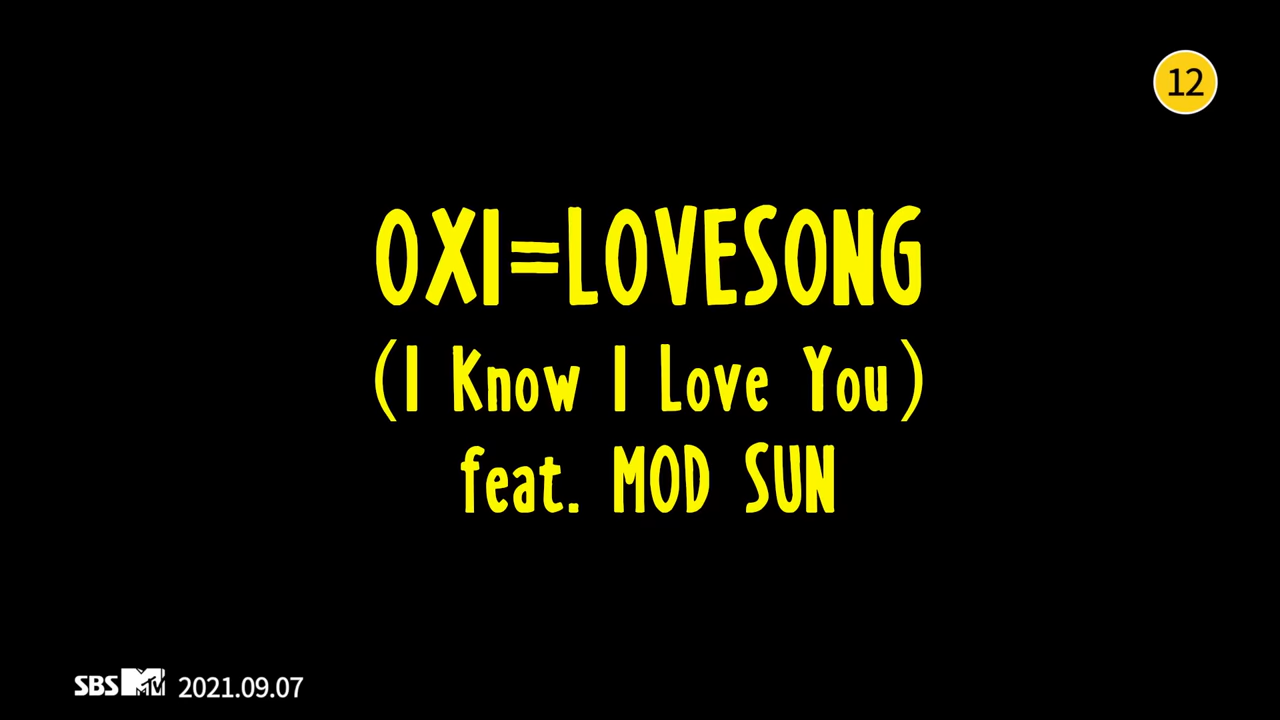 12
0X1=LOVESONG
(I Know I Love You)
feat. MOD SUN
SBS MTV 2021.09.07